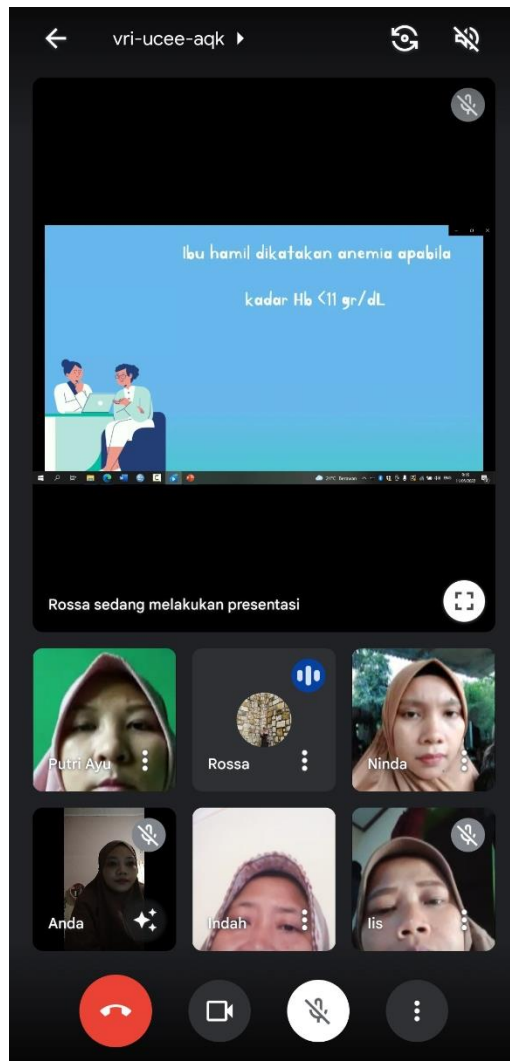 vri-ucee-aqk
Ibu hamil dikatakan anemia apabila
kadar Hb <11 gr/dL
Rossa sedang melakukan presentasi
Putri Ayu
Rossa
Ninda
Anda
Indah
Iis